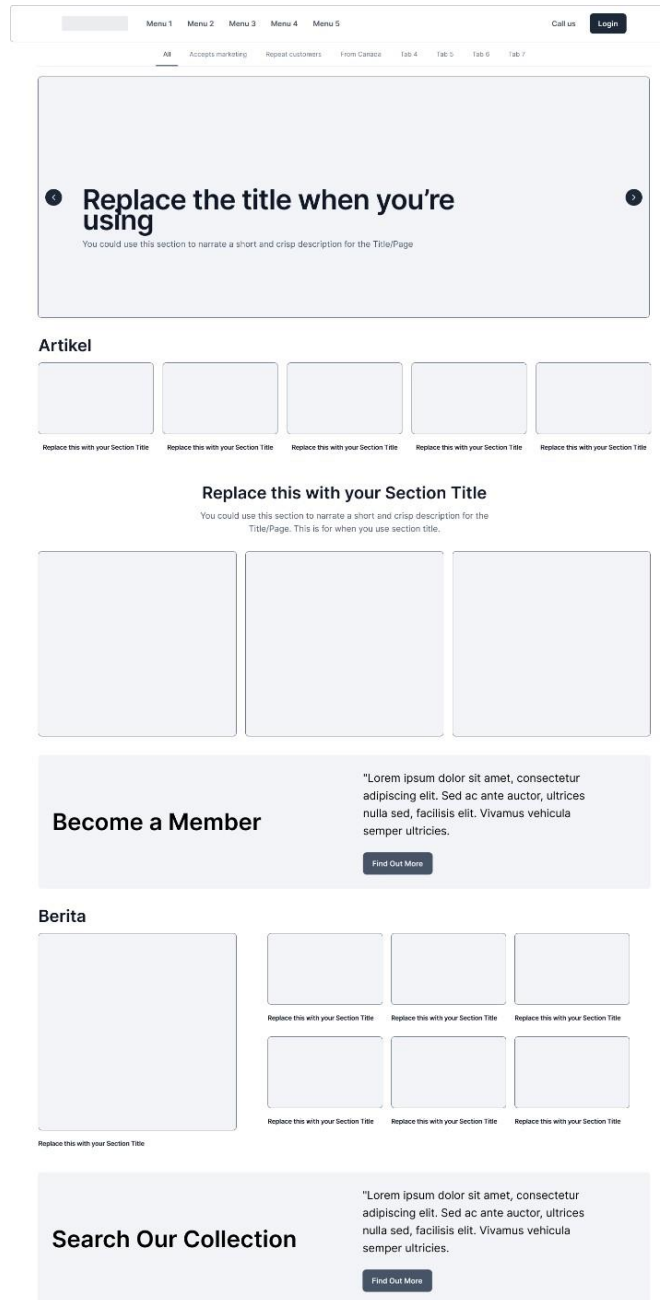 Menu 1 Menu 2 Menu 3 Menu 4 Menu 5 Call us Login
All Accepts marketing Repeat customers From Canada Tab 4 Tab 5 Tab 6 Tab 7
Replace the title when you’re
using
You could use this section to narrate a short and crisp description for the Title/Page
Artikel
Replace this with your Section Title Replace this with your Section Title Replace this with your Section Title Replace this with your Section Title Replace this with your Section Title
Replace this with your Section Title
You could use this section to narrate a short and crisp description for the
Title/Page. This is for when you use section title.
Become a Member
"Lorem ipsum dolor sit amet, consectetur
adipiscing elit. Sed ac ante auctor, ultrices
nulla sed, facilisis elit. Vivamus vehicula
semper ultricies.
Find Out More
Berita
Replace this with your Section Title Replace this with your Section Title Replace this with your Section Title
Replace this with your Section Title Replace this with your Section Title Replace this with your Section Title
Replace this with your Section Title
Search Our Collection
"Lorem ipsum dolor sit amet, consectetur
adipiscing elit. Sed ac ante auctor, ultrices
nulla sed, facilisis elit. Vivamus vehicula
semper ultricies.
Find Out More